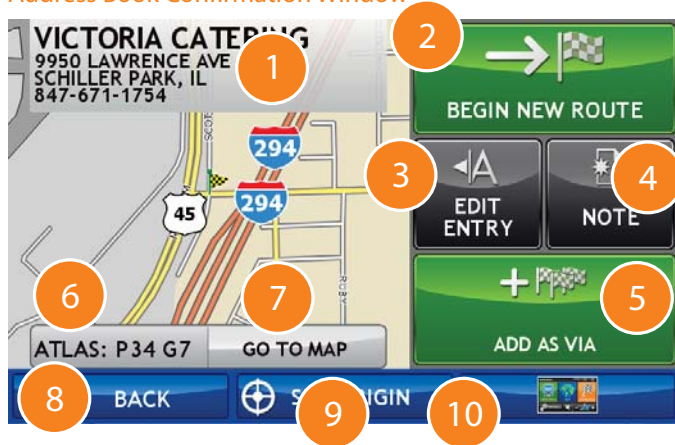 Address Book Confirmation Window
VICTORIA CATERING
9950 LAWRENCE AVE
SCHILLER PARK, IL
847-671-1754
1
2
BEGIN NEW ROUTE
294
294
45
RUBY
3
EDIT
ENTRY
4
NOTE
5
ADD AS VIA
6
ATLAS: P34 G7
7
GO TO MAP
8
BACK
9
10